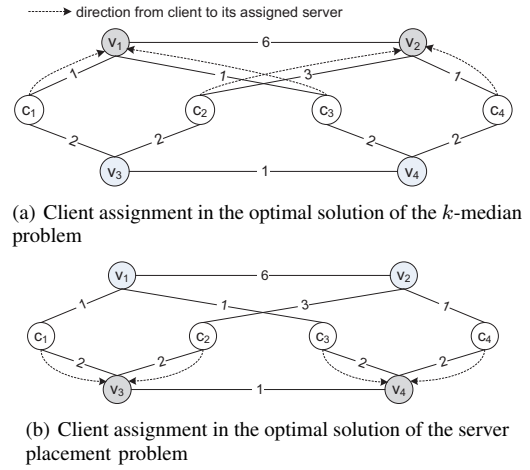 direction from client to its assigned server
v1 6 v2
1 1 3 1
c1 c2 c3 c4
2 2 2 2
v3 1 v4
(a) Client assignment in the optimal solution of the k-median
problem
v1 6 v2
1 1 3 1
c1 c2 c3 c4
2 2 2 2
v3 1 v4
(b) Client assignment in the optimal solution of the server
placement problem